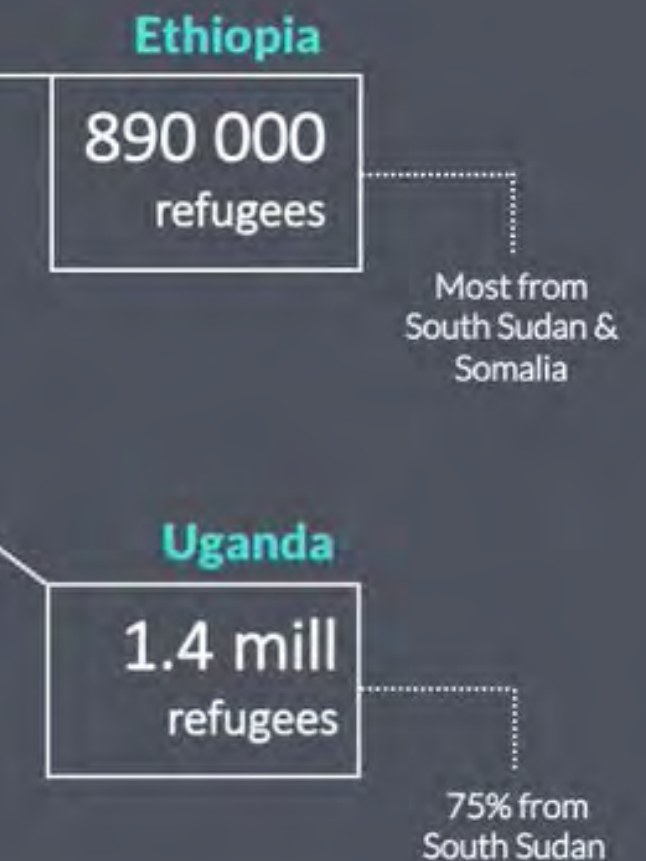 Ethiopia
890 000
refugees
Most from
South Sudan &
Somalia
Uganda
1.4 mill
refugees
75% from
South Sudan